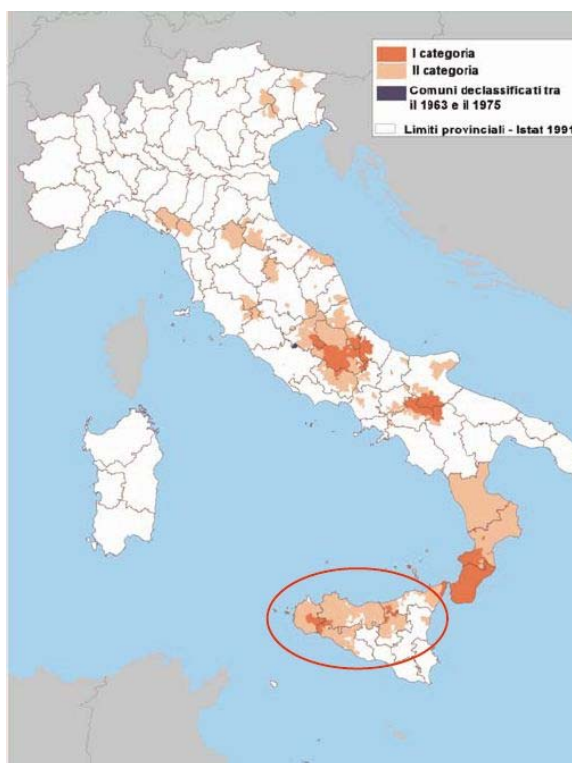 I categoria
II categoria
Comuni declassificati tra
il 1963 e il 1975
Limiti provinciali - Istat 1991